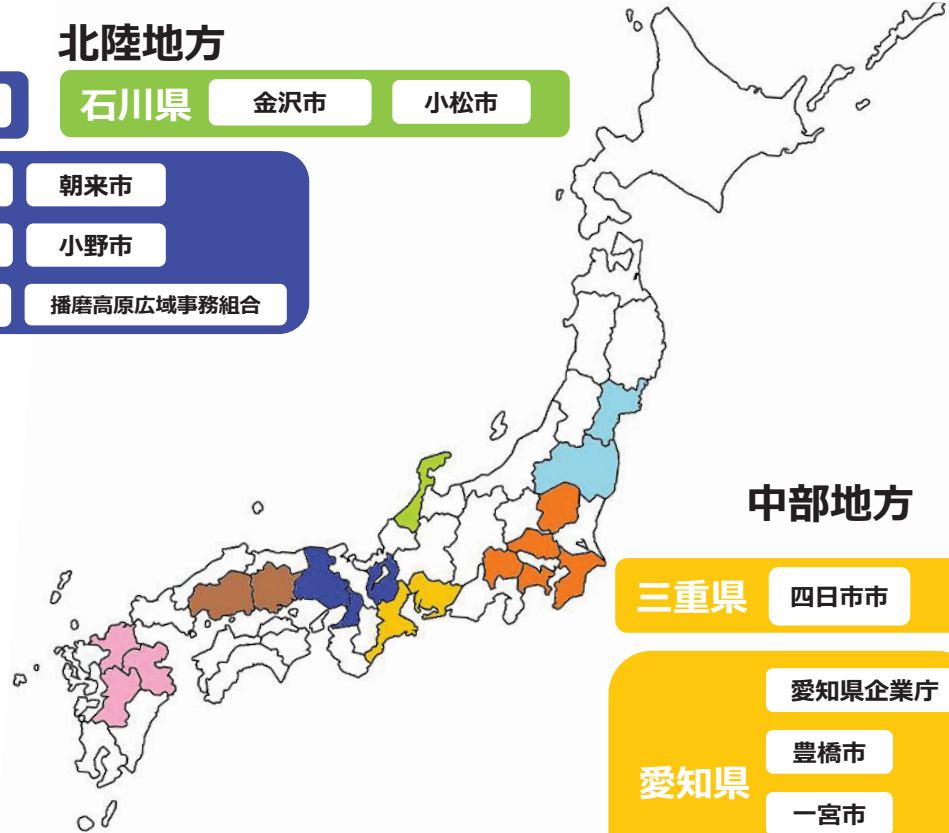 北陸地方
石川県 金沢市 小松市
朝来市
小野市
播磨高原広域事務組合
中部地方
三重県 四日市市
愛知県
愛知県企業庁
豊橋市
一宮市